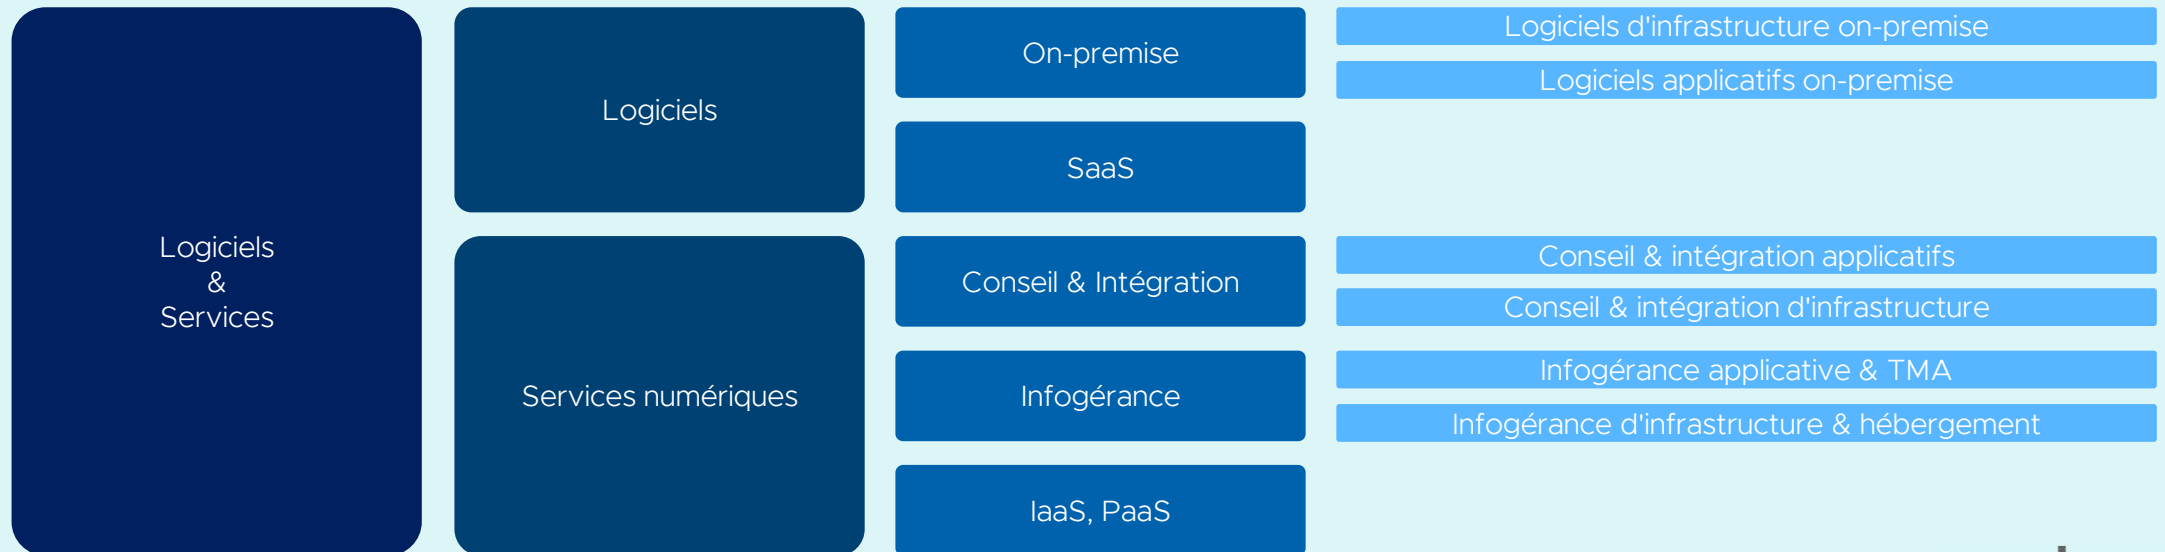 Logiciels
&
Services
Logiciels
On-premise
Logiciels d'infrastructure on-premise
Logiciels applicatifs on-premise
SaaS
Services numériques
Conseil & Intégration
Conseil & intégration applicatifs
Conseil & intégration d'infrastructure
Infogérance
Infogérance applicative & TMA
Infogérance d'infrastructure & hébergement
IaaS, PaaS